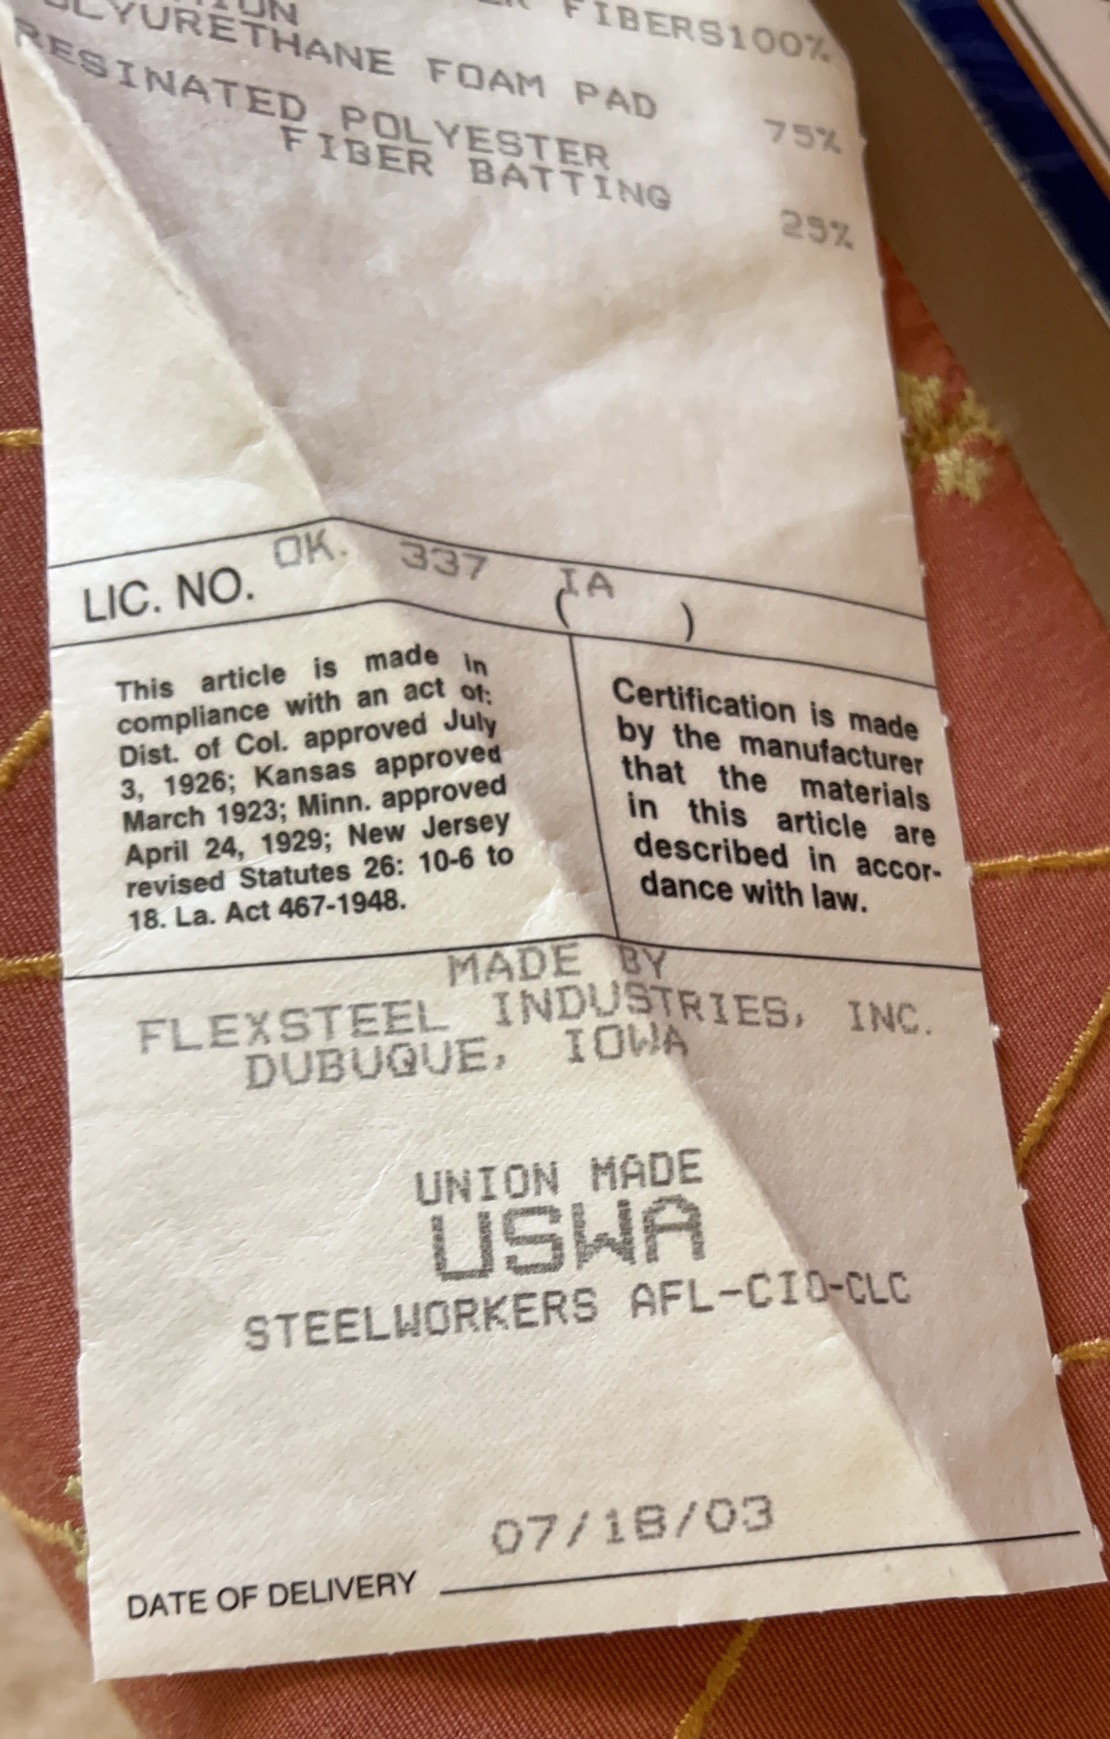 FIBERS100%
URETHANE FOAM PAD 75%
RESINATED POLYESTER
FIBER BATTING 25%
LIC. NO. OK. 337 IA ( )
This article is made in
compliance with an act of:
Dist. of Col. approved July
3, 1926; Kansas approved
March 1923; Minn. approved
April 24, 1929; New Jersey
revised Statutes 26: 10-6 to
18. La. Act 467-1948.
Certification is made
by the manufacturer
that the materials
in this article are
described in accor-
dance with law.
MADE BY
FLEXSTEEL INDUSTRIES, INC.
DUBUQUE, IOWA
UNION MADE
USWA
STEELWORKERS AFL-CIO-CLC
07/18/03
DATE OF DELIVERY